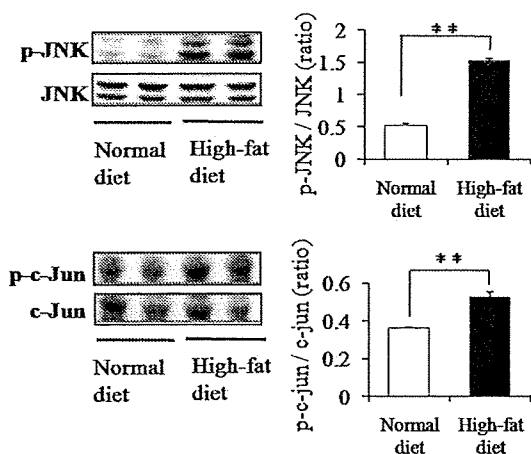 p-JNK
JNK
Normal diet
High-fat diet
p-JNK / JNK (ratio)
2
1.5
1
0.5
0
**
Normal diet
High-fat diet
p-c-Jun
c-Jun
Normal diet
High-fat diet
p-c-jun / c-jun (ratio)
0.6
0.4
0.2
0
**
Normal diet
High-fat diet